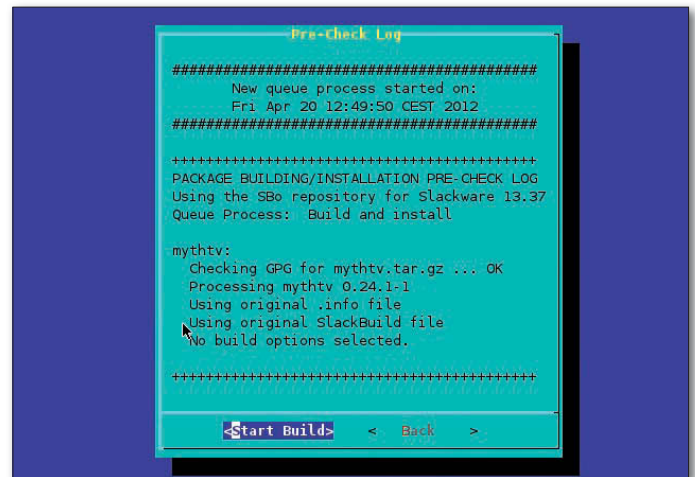 Pre-Check Log
###########################################
New queue process started on:
Fri Apr 20 12:49:50 CEST 2012
###########################################
+++++++++++++++++++++++++++++++++++++++++++
PACKAGE BUILDING/INSTALLATION PRE-CHECK LOG
Using the SBo repository for Slackware 13.37
Queue Process:  Build and install
mythtv:
Checking GPG for mythtv.tar.gz ... OK
Processing mythtv 0.24.1-1
Using original .info file
Using original SlackBuild file
No build options selected.
+++++++++++++++++++++++++++++++++++++++++++
<Start Build>    <   Back    >